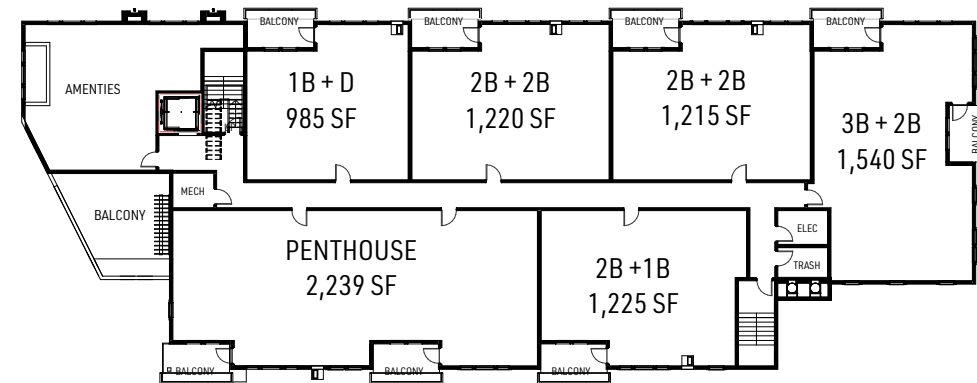 BALCONY
BALCONY
BALCONY
BALCONY
AMENTIES
1B + D
985 SF
2B + 2B
1,220 SF
2B + 2B
1,215 SF
3B + 2B
1,540 SF
BALCONY
MECH
BALCONY
ELEC
TRASH
PENTHOUSE
2,239 SF
2B +1B
1,225 SF
BALCONY
BALCONY
BALCONY